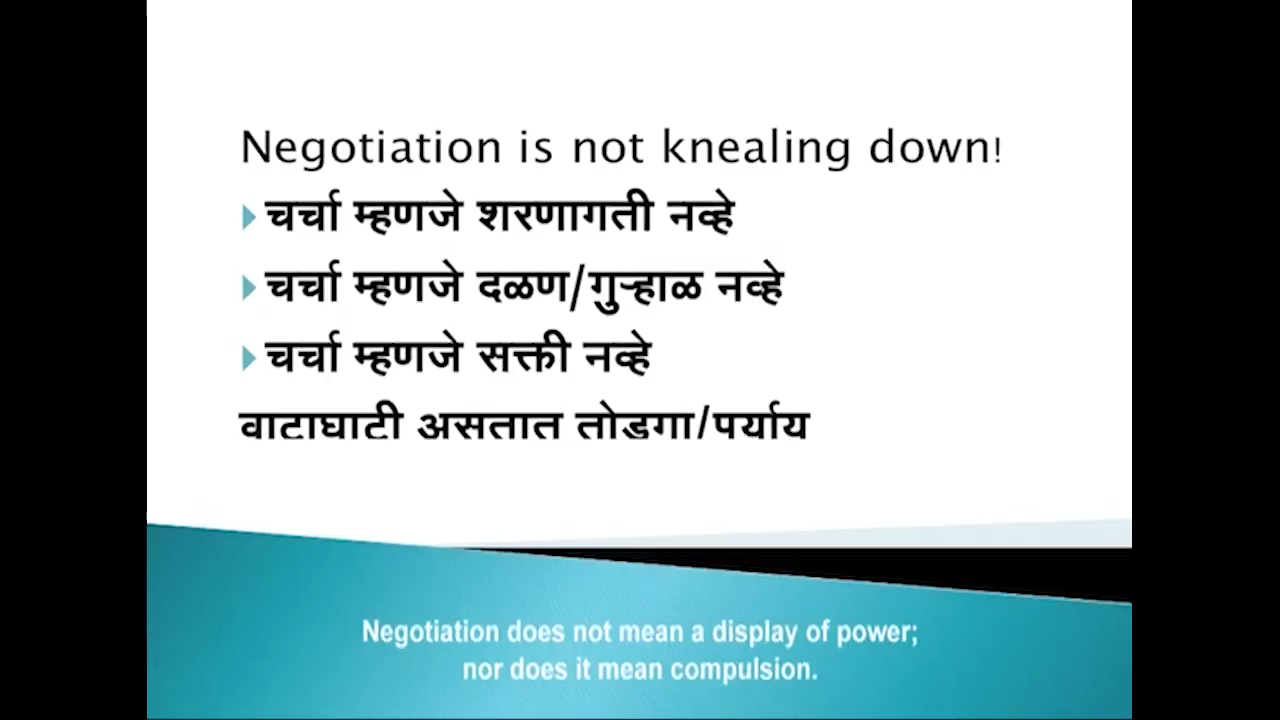 Negotiation is not knealing down!
चर्चा म्हणजे शरणागती नव्हे
चर्चा म्हणजे दळण/गुऱ्हाळ नव्हे
चर्चा म्हणजे सक्ती नव्हे
वाटाघाटी असतात तोडगा/पर्याय
Negotiation does not mean a display of power;
nor does it mean compulsion.